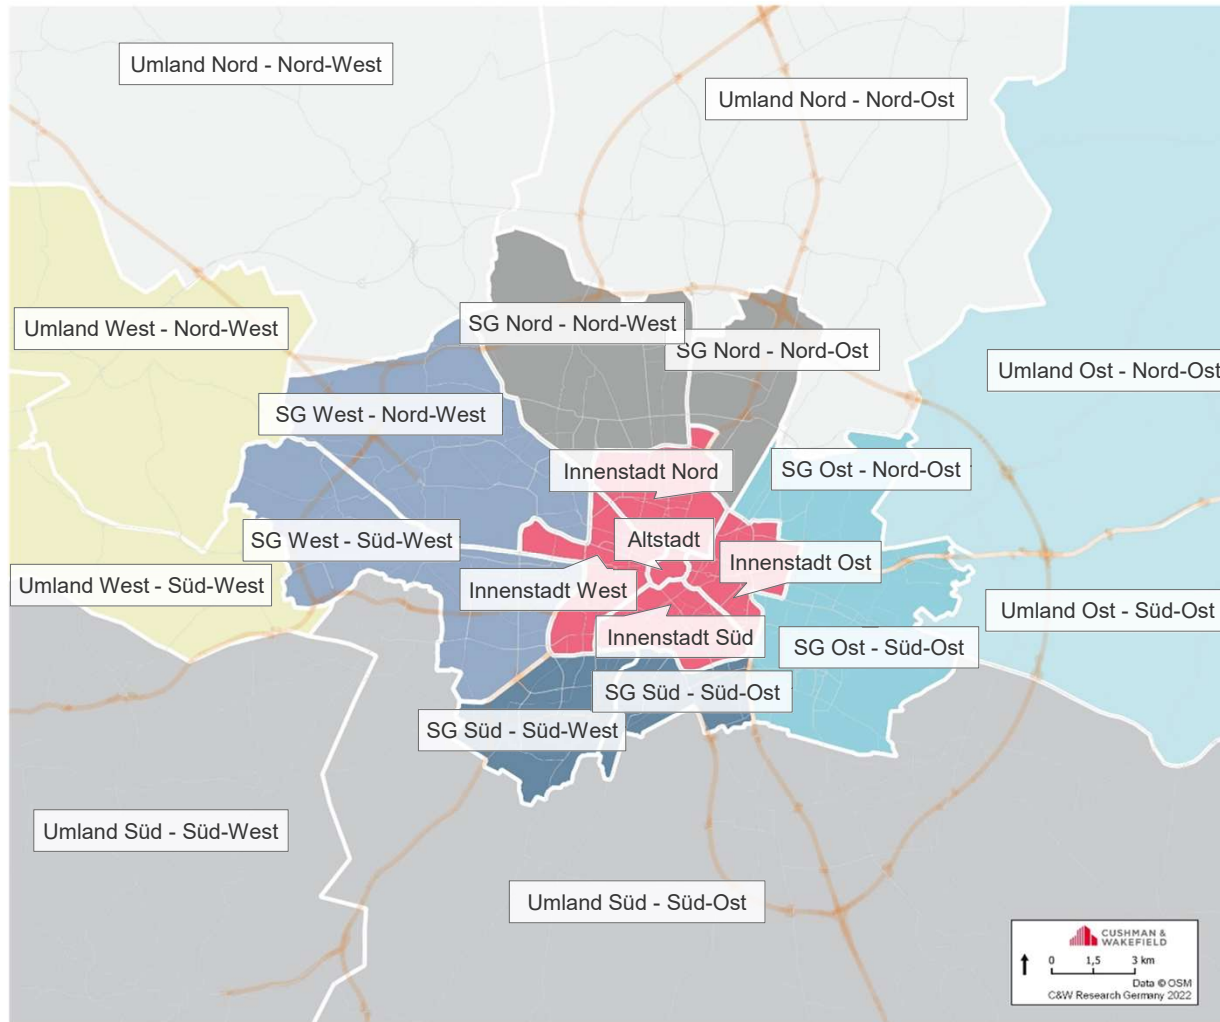 Umland Nord - Nord-West
Umland Nord - Nord-Ost
SG Nord - Nord-West
Umland West - Nord-West
SG Nord - Nord-Ost
Umland Ost - Nord-Ost
SG West - Nord-West
Innenstadt Nord
SG Ost - Nord-Ost
SG West - Süd-West
Altstadt
Innenstadt Ost
Umland West - Süd-West
Innenstadt West
Umland Ost - Süd-Ost
Innenstadt Süd
SG Ost - Süd-Ost
SG Süd - Süd-Ost
SG Süd - Süd-West
Umland Süd - Süd-West
Umland Süd - Süd-Ost
CUSHMAN &
WAKEFIELD
0 1,5 3 km
Data © OSM
C&W Research Germany 2022